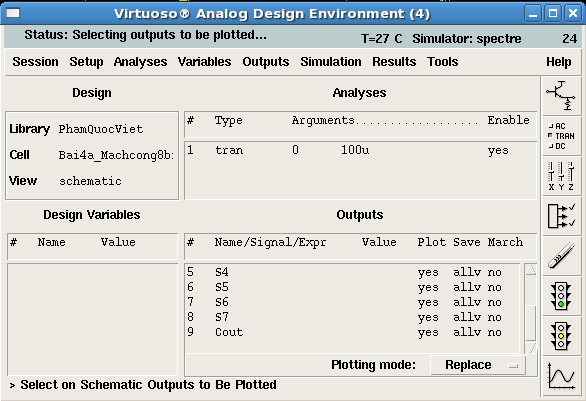 Virtuoso® Analog Design Environment (4)
Status: Selecting outputs to be plotted...
T=27 C Simulator: spectre 24
Session Setup Analyses Variables Outputs Simulation Results Tools Help
Design
Library PhamQuocViet
Cell Bai4a_Machcong8b:
View schematic
Analyses
# Type Arguments.................. Enable
1 tran 0 100u yes
Design Variables
# Name Value
Outputs
# Name/Signal/Expr Value Plot Save March
5 S4 yes allv no
6 S5 yes allv no
7 S6 yes allv no
8 S7 yes allv no
9 Cout yes allv no
Plotting mode: Replace
> Select on Schematic Outputs to Be Plotted
AC
TRAN
DC
X Y Z